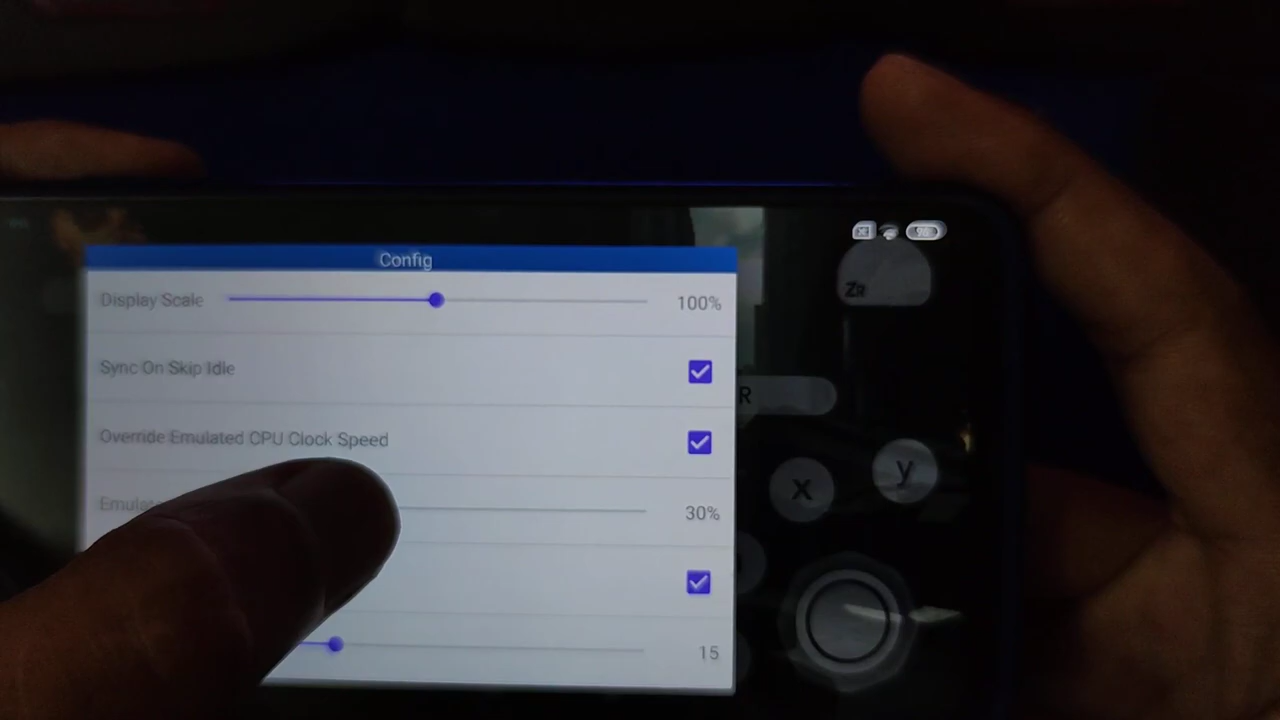 Config
Display Scale 100%
Sync On Skip Idle
Override Emulated CPU Clock Speed
30%
15
ZR
R
X
y